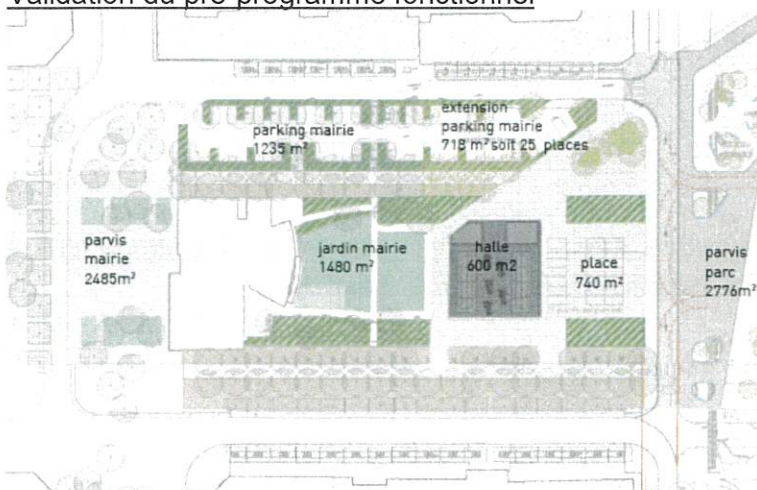 Validation du pré-programme fonctionnel
extension
parking mairie
718 m² soit 25 places
parking mairie
1235 m²
parvis
mairie
2485m²
jardin mairie
1480 m²
halle
600 m2
place
740 m²
parvis
parc
2776m²